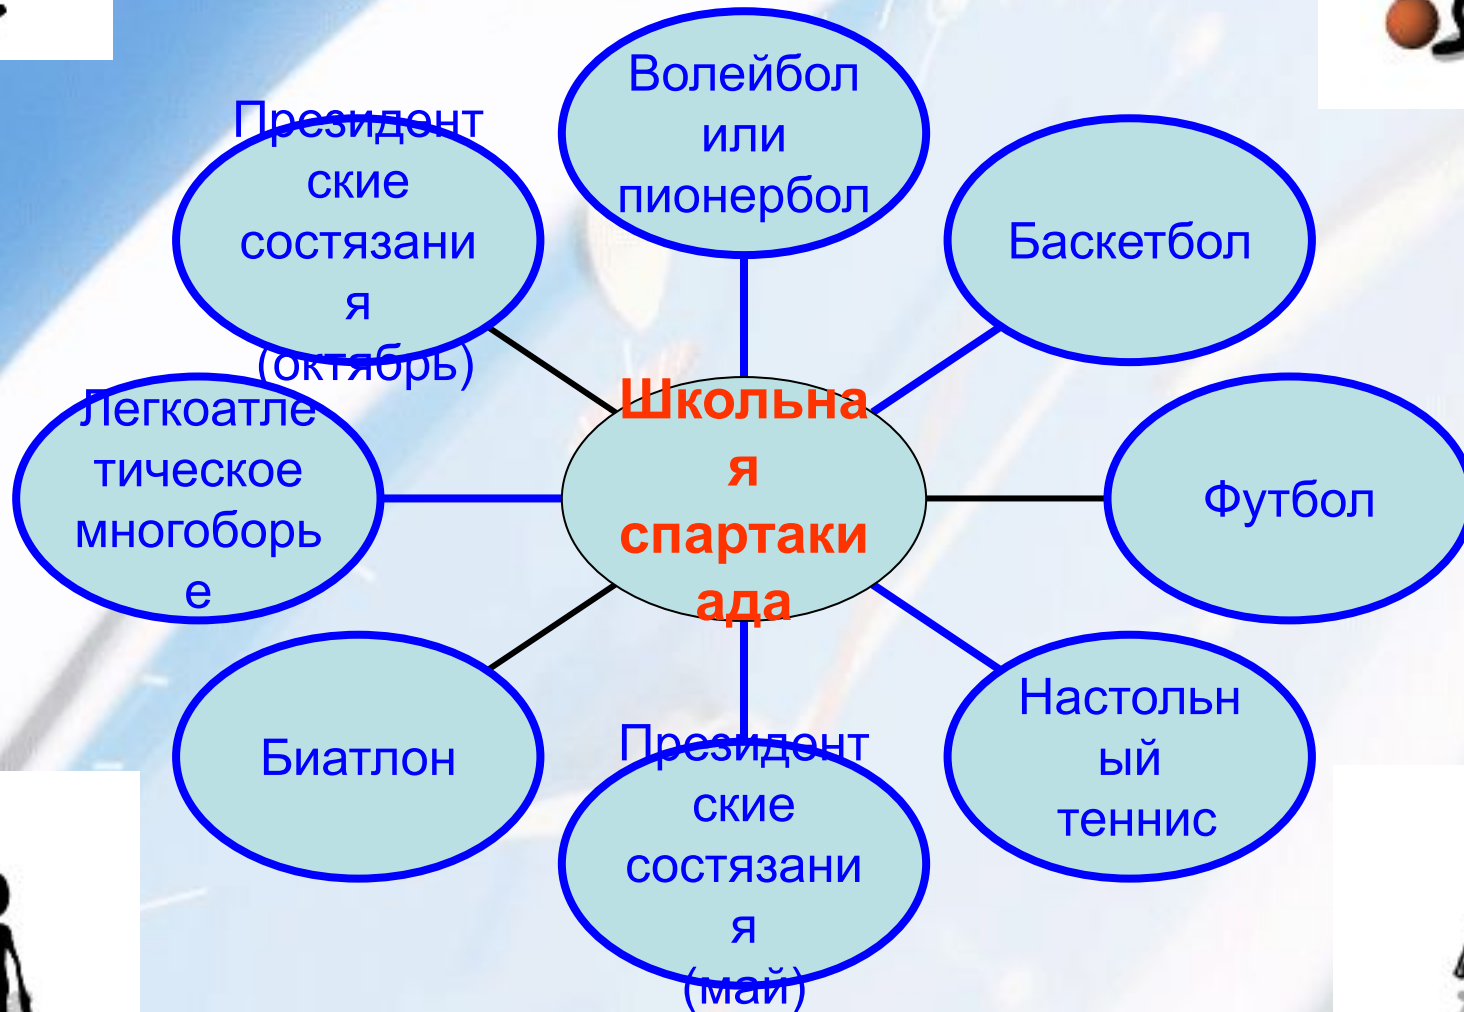 Волейбол
или
пионербол
Баскетбол
Футбол
Настольн
ый
теннис
Президент
ские
состязани
я
(май)
Биатлон
Легкоатле
тическое
многоборь
е
Президент
ские
состязани
я
(октябрь)
Школьна
я
спартаки
ада